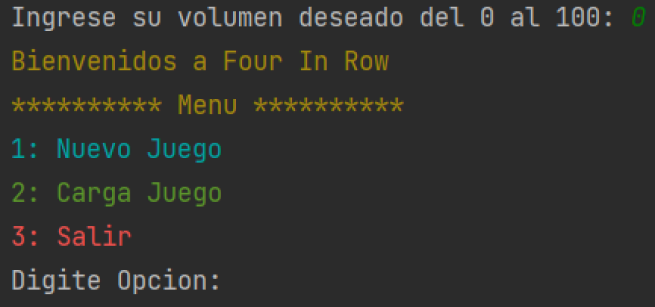 Ingrese su volumen deseado del 0 al 100: 0
Bienvenidos a Four In Row
********** Menu **********
1: Nuevo Juego
2: Carga Juego
3: Salir
Digite Opcion: